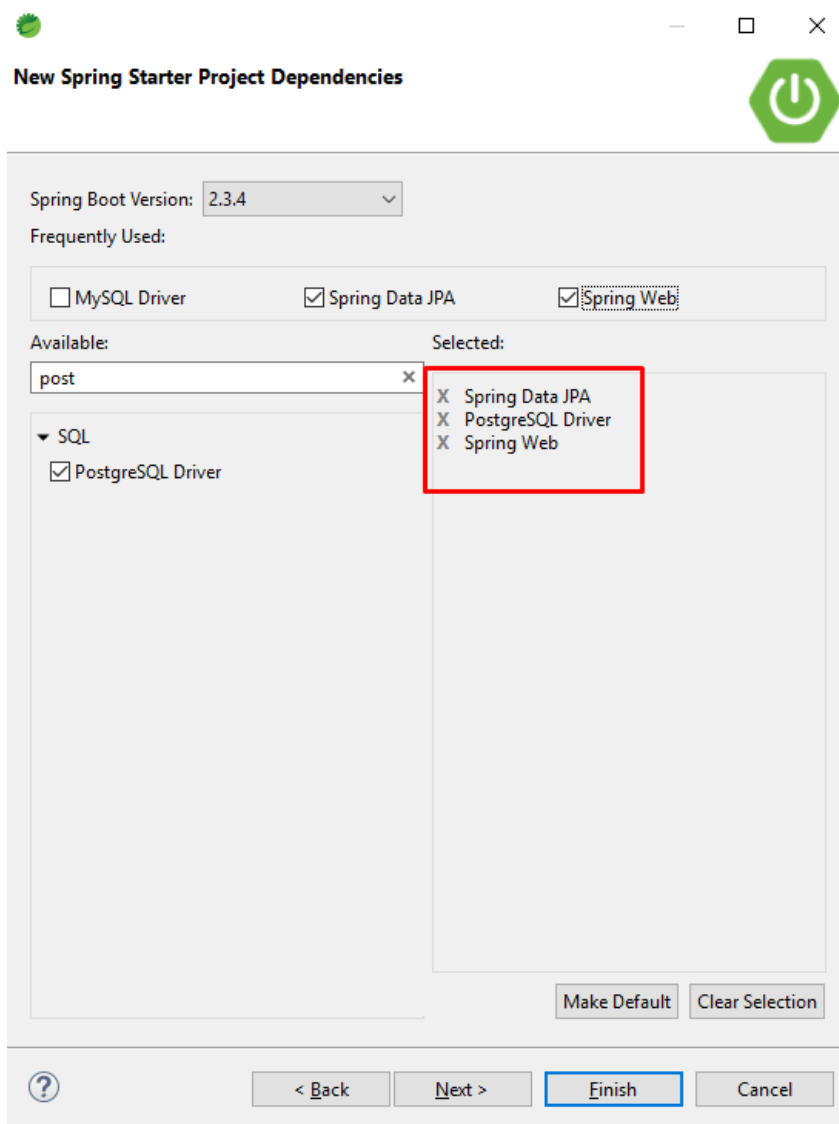 New Spring Starter Project Dependencies
Spring Boot Version: 2.3.4
Frequently Used:
MySQL Driver Spring Data JPA Spring Web
Available: Selected:
post
X Spring Data JPA
X PostgreSQL Driver
X Spring Web
SQL
PostgreSQL Driver
Make Default Clear Selection
? < Back Next > Finish Cancel